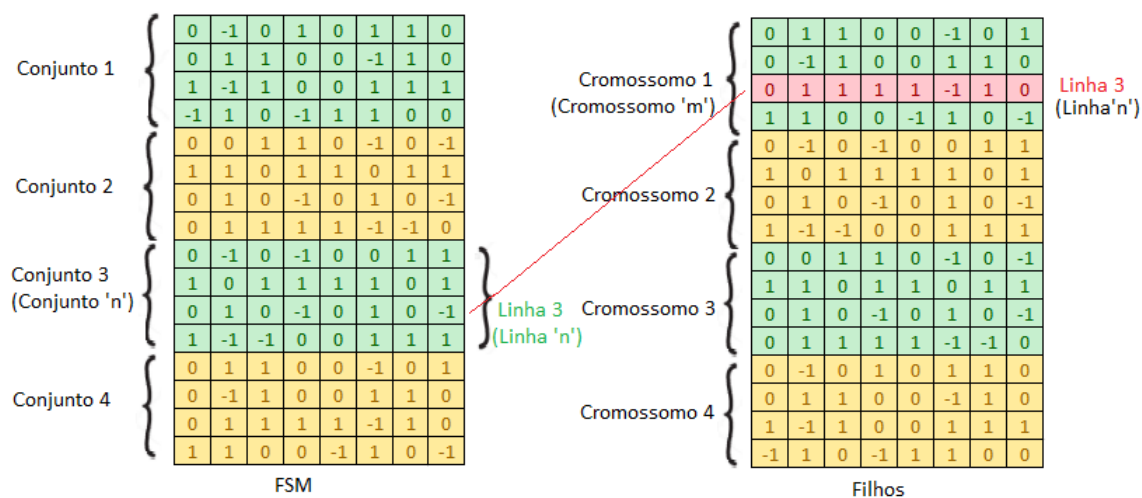 0 -1 0 1 0 1 1 0
0 1 1 0 0 -1 1 0
1 -1 1 0 0 1 1 1
-1 1 0 -1 1 1 0 0
0 0 1 1 0 -1 0 -1
1 1 0 1 1 0 1 1
0 1 0 -1 0 1 0 -1
0 1 1 1 1 -1 -1 0
0 -1 0 -1 0 0 1 1
1 0 1 1 1 1 0 1
0 1 0 -1 0 1 0 -1
1 -1 -1 0 0 1 1 1
0 1 1 0 0 -1 0 1
0 -1 1 0 0 1 1 0
0 1 1 1 1 -1 1 0
1 1 0 0 -1 1 0 -1
Conjunto 1
Conjunto 2
Conjunto 3
(Conjunto 'n')
Conjunto 4
Linha 3
(Linha 'n')
FSM
Cromossomo 1
(Cromossomo 'm')
Cromossomo 2
Cromossomo 3
Cromossomo 4
0 1 1 0 0 -1 0 1
0 -1 1 0 0 1 1 0
0 1 1 1 1 -1 1 0
1 1 0 0 -1 1 0 -1
0 -1 0 -1 0 0 1 1
1 0 1 1 1 1 0 1
0 1 0 -1 0 1 0 -1
1 -1 -1 0 0 1 1 1
0 0 1 1 0 -1 0 -1
1 1 0 1 1 0 1 1
0 1 0 -1 0 1 0 -1
0 1 1 1 1 -1 -1 0
0 -1 0 1 0 1 1 0
0 1 1 0 0 -1 1 0
1 -1 1 0 0 1 1 1
-1 1 0 -1 1 1 0 0
Linha 3
(Linha'n')
Filhos